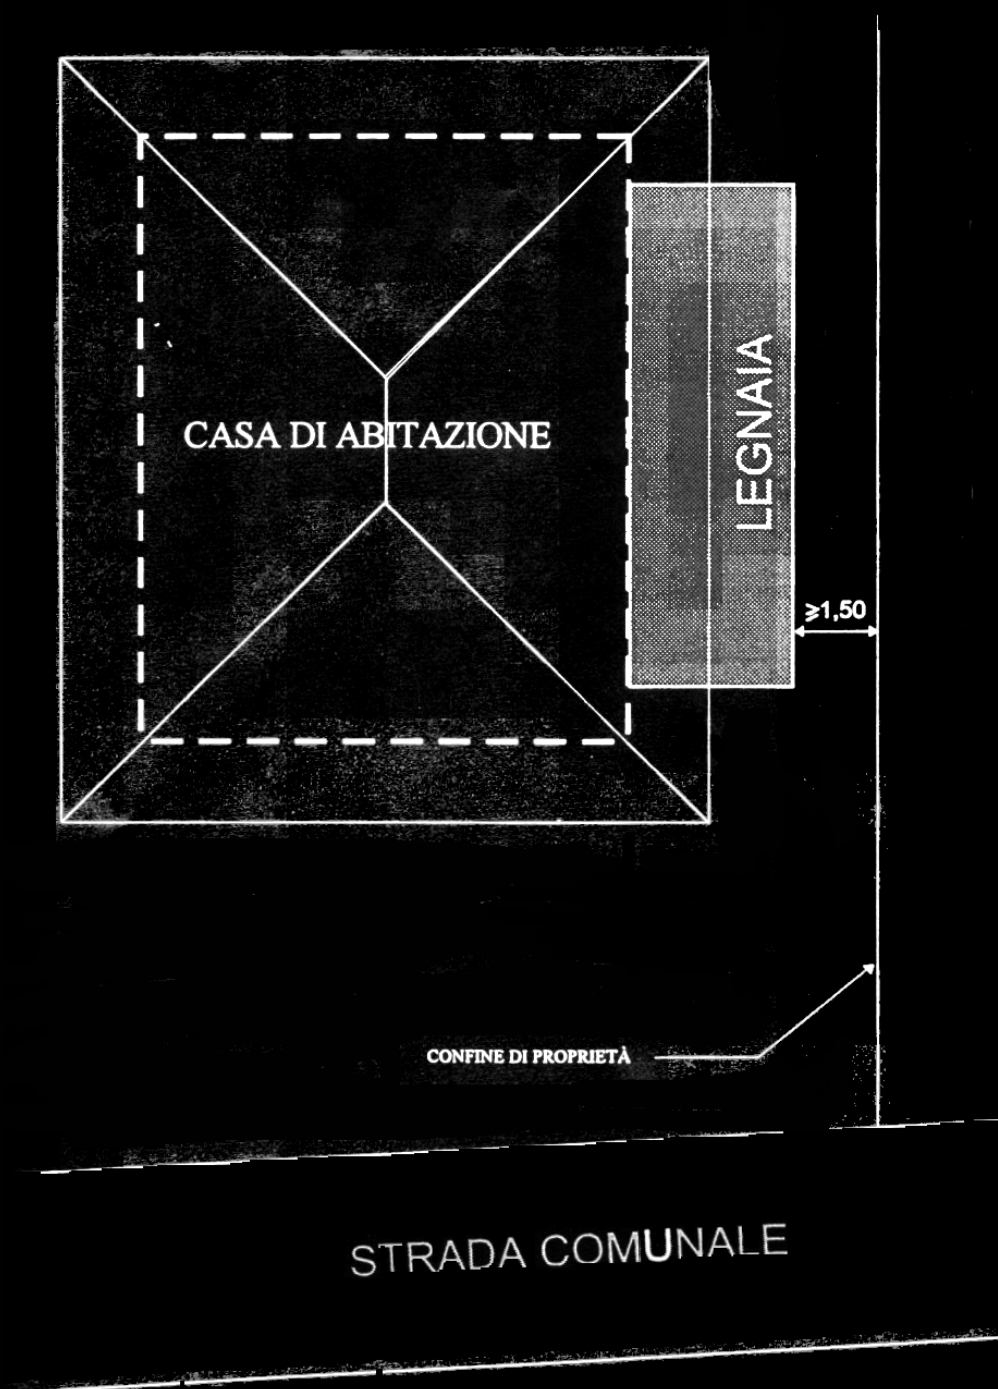 CASA DI ABITAZIONE
LEGNAIA
⩾1,50
CONFINE DI PROPRIETÀ
STRADA COMUNALE